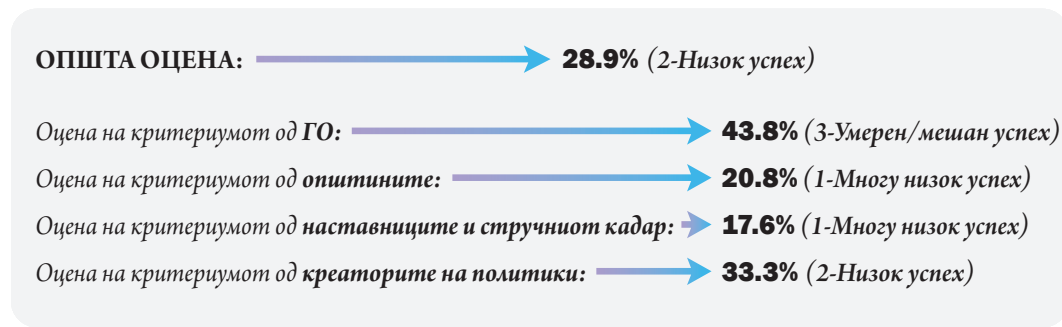 ОПШТА ОЦЕНА: 28.9% (2-Низок успех)
Оцена на критериумот од ГО: 43.8% (3-Умерен/мешан успех)
Оцена на критериумот од општините: 20.8% (1-Многу низок успех)
Оцена на критериумот од наставниците и стручниот кадар: 17.6% (1-Многу низок успех)
Оцена на критериумот од креаторите на политики: 33.3% (2-Низок успех)